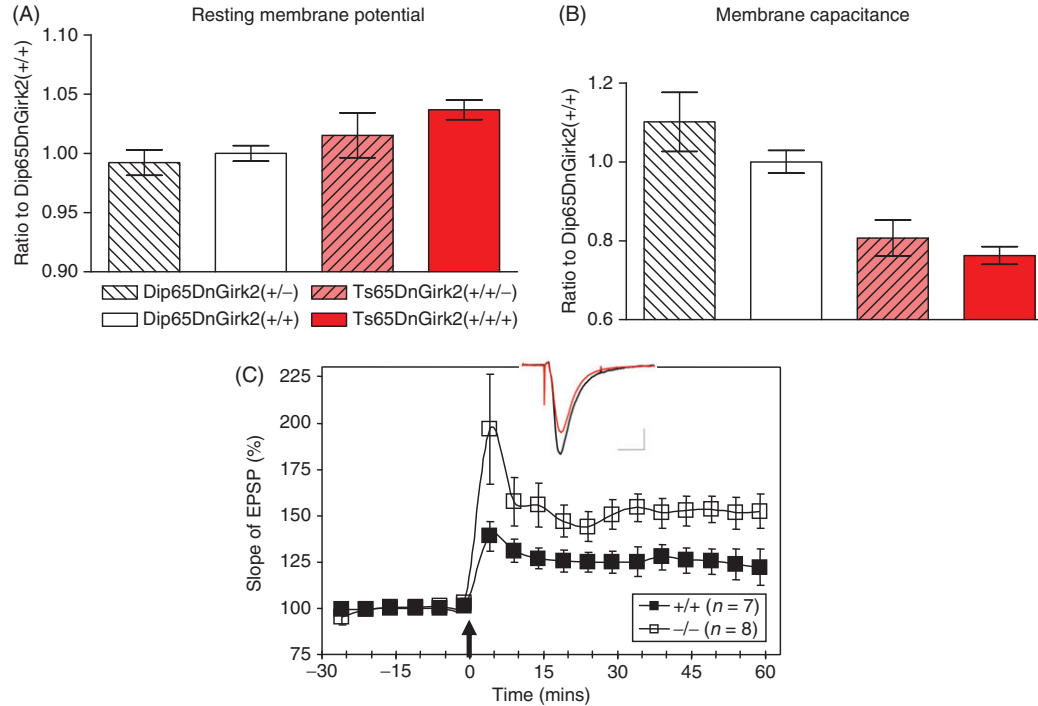 (A)
Resting membrane potential
Ratio to Dip65DnGirk2(+/+)
1.10
1.05
1.00
0.95
0.90
Dip65DnGirk2(+/−)
Ts65DnGirk2(+/+/−)
Dip65DnGirk2(+/+)
Ts65DnGirk2(+/+/+)
(B)
Membrane capacitance
Ratio to Dip65DnGirk2(+/+)
1.2
1.0
0.8
0.6
(C)
Slope of EPSP (%)
225
200
175
150
125
100
75
+/+ (n = 7)
−/− (n = 8)
−30
−15
0
15
30
45
60
Time (mins)